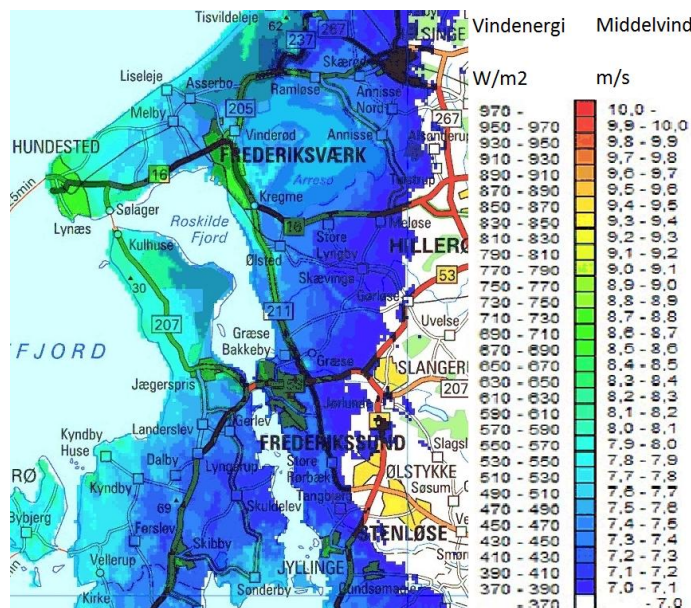 Tisvildeleje
62
267
237
HELSINGE
Skærød
Liseleje
Asserbo
Ramløse
Annisse Nord
205
267
Melby
Vinderød
Annisse
HUNDESTED
FREDERIKSVÆRK
16
Arresø
5min
Kregme
Lynæs
Sølager
Roskilde
Fjord
16
Meløse
Kulhuse
Store
Lyngby
HILLERØ
Ølsted
Skævinge
53
30
211
207
Uvelse
FJORD
Græse
Bakkeby
Græse
SLANGER
207
Jægerspris
53
Landerslev
Gerlev
Jørlunde
Kyndby
Huse
FREDERIKSSUND
Slags
RØ
Dalby
Lyngerup
Store
Rørbæk
ØLSTYKKE
Kyndby
Søsum
Skuldelev
Bybjerg
69
STENLØSE
Skibby
Vellerup
JYLLINGE
Kirke
Sønderby
Vindenergi
W/m2
970 -
950 - 970
930 - 950
910 - 930
890 - 910
870 - 890
850 - 870
830 - 850
810 - 830
790 - 810
770 - 790
750 - 770
730 - 750
710 - 730
690 - 710
670 - 690
650 - 670
630 - 650
610 - 630
590 - 610
570 - 590
550 - 570
530 - 550
510 - 530
490 - 510
470 - 490
450 - 470
430 - 450
410 - 430
390 - 410
370 - 390
- 370
Middelvind
m/s
10,0 -
9,9 - 10,0
9,8 - 9,9
9,7 - 9,8
9,6 - 9,7
9,5 - 9,6
9,4 - 9,5
9,3 - 9,4
9,2 - 9,3
9,1 - 9,2
9,0 - 9,1
8,9 - 9,0
8,8 - 8,9
8,7 - 8,8
8,6 - 8,7
8,5 - 8,6
8,4 - 8,5
8,3 - 8,4
8,2 - 8,3
8,1 - 8,2
8,0 - 8,1
7,9 - 8,0
7,8 - 7,9
7,7 - 7,8
7,6 - 7,7
7,5 - 7,6
7,4 - 7,5
7,3 - 7,4
7,2 - 7,3
7,1 - 7,2
7,0 - 7,1
- 7,0